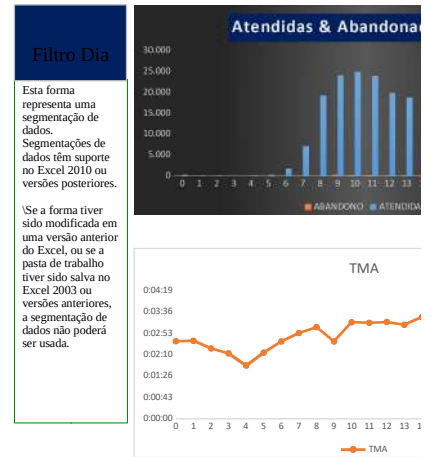 Filtro Dia
Esta forma
representa uma
segmentação de
dados.
Segmentações de
dados têm suporte
no Excel 2010 ou
versões posteriores.
\Se a forma tiver
sido modificada em
uma versão anterior
do Excel, ou se a
pasta de trabalho
tiver sido salva no
Excel 2003 ou
versões anteriores,
a segmentação de
dados não poderá
ser usada.
Atendidas & Abandona
30.000
25.000
20.000
15.000
10.000
5.000
0
0 1 2 3 4 5 6 7 8 9 10 11 12 13
ABANDONO ATENDIDA
TMA
0:04:19
0:03:36
0:02:53
0:02:10
0:01:26
0:00:43
0:00:00
0 1 2 3 4 5 6 7 8 9 10 11 12 13
TMA